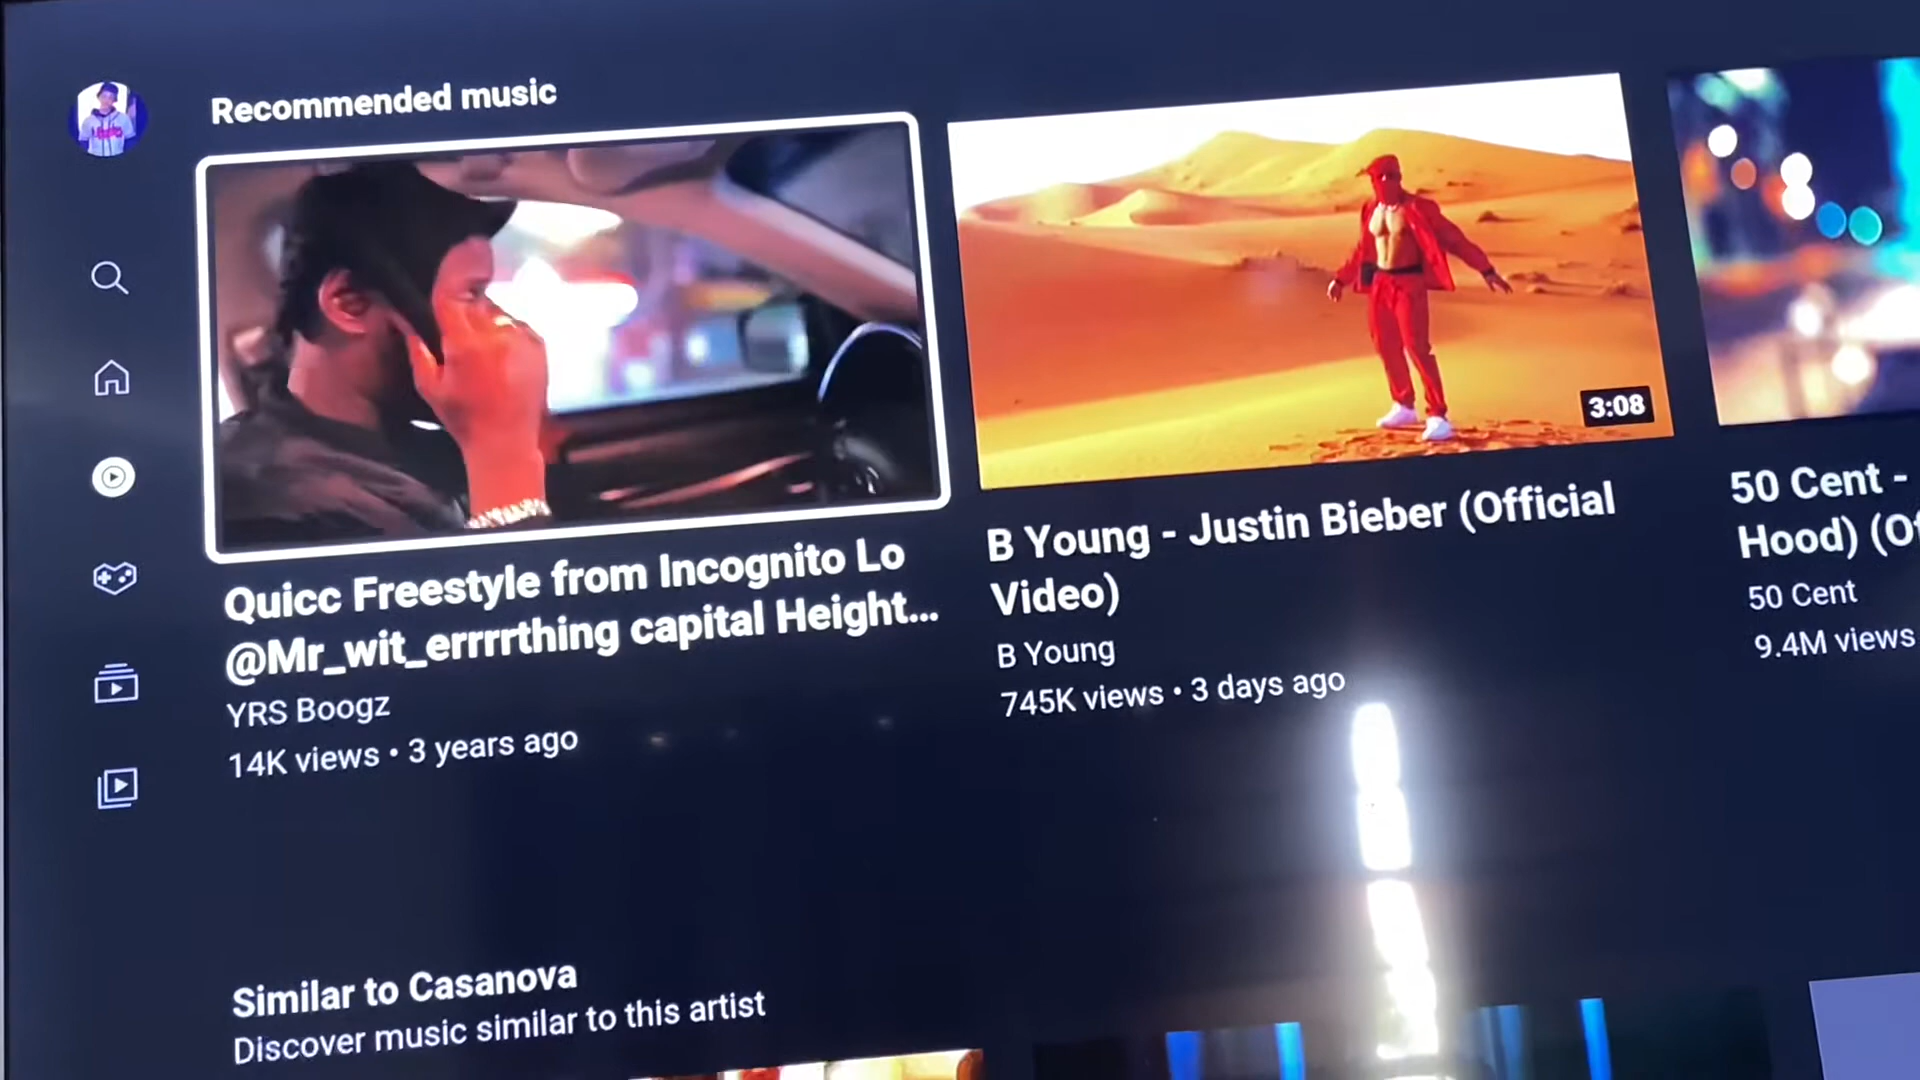 Recommended music
3:08
Quicc Freestyle from Incognito Lo
@Mr_wit_errrrthing capital Height...
YRS Boogz
14K views • 3 years ago
B Young - Justin Bieber (Official
Video)
B Young
745K views • 3 days ago
50 Cent -
Hood) (Of
50 Cent
9.4M views
Similar to Casanova
Discover music similar to this artist